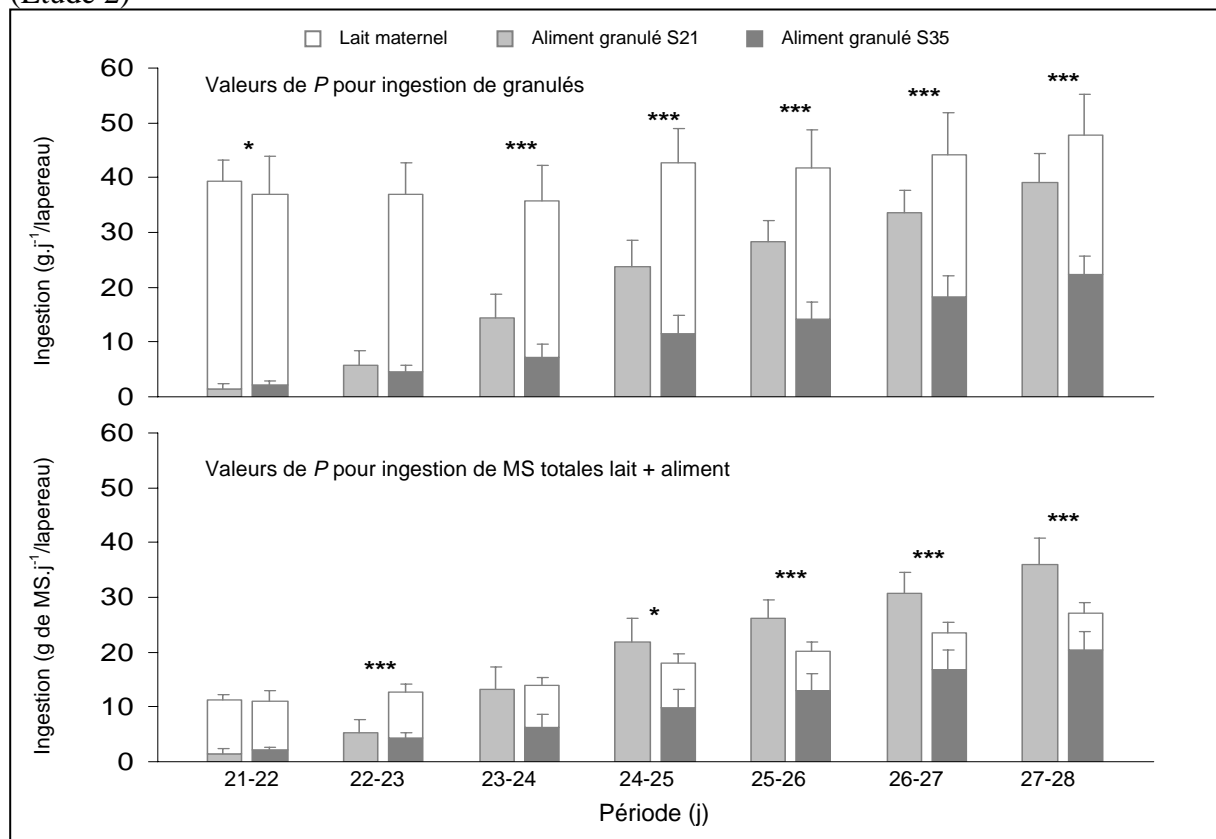 (Etude 2)
Lait maternel Aliment granulé S21 Aliment granulé S35
Valeurs de P pour ingestion de granulés
Ingestion (g.j-1/lapereau)
60
50
40
30
20
10
0
* *** *** *** *** ***
Valeurs de P pour ingestion de MS totales lait + aliment
Ingestion (g de MS.j-1/lapereau)
60
50
40
30
20
10
0
*** * *** *** ***
21-22 22-23 23-24 24-25 25-26 26-27 27-28
Période (j)